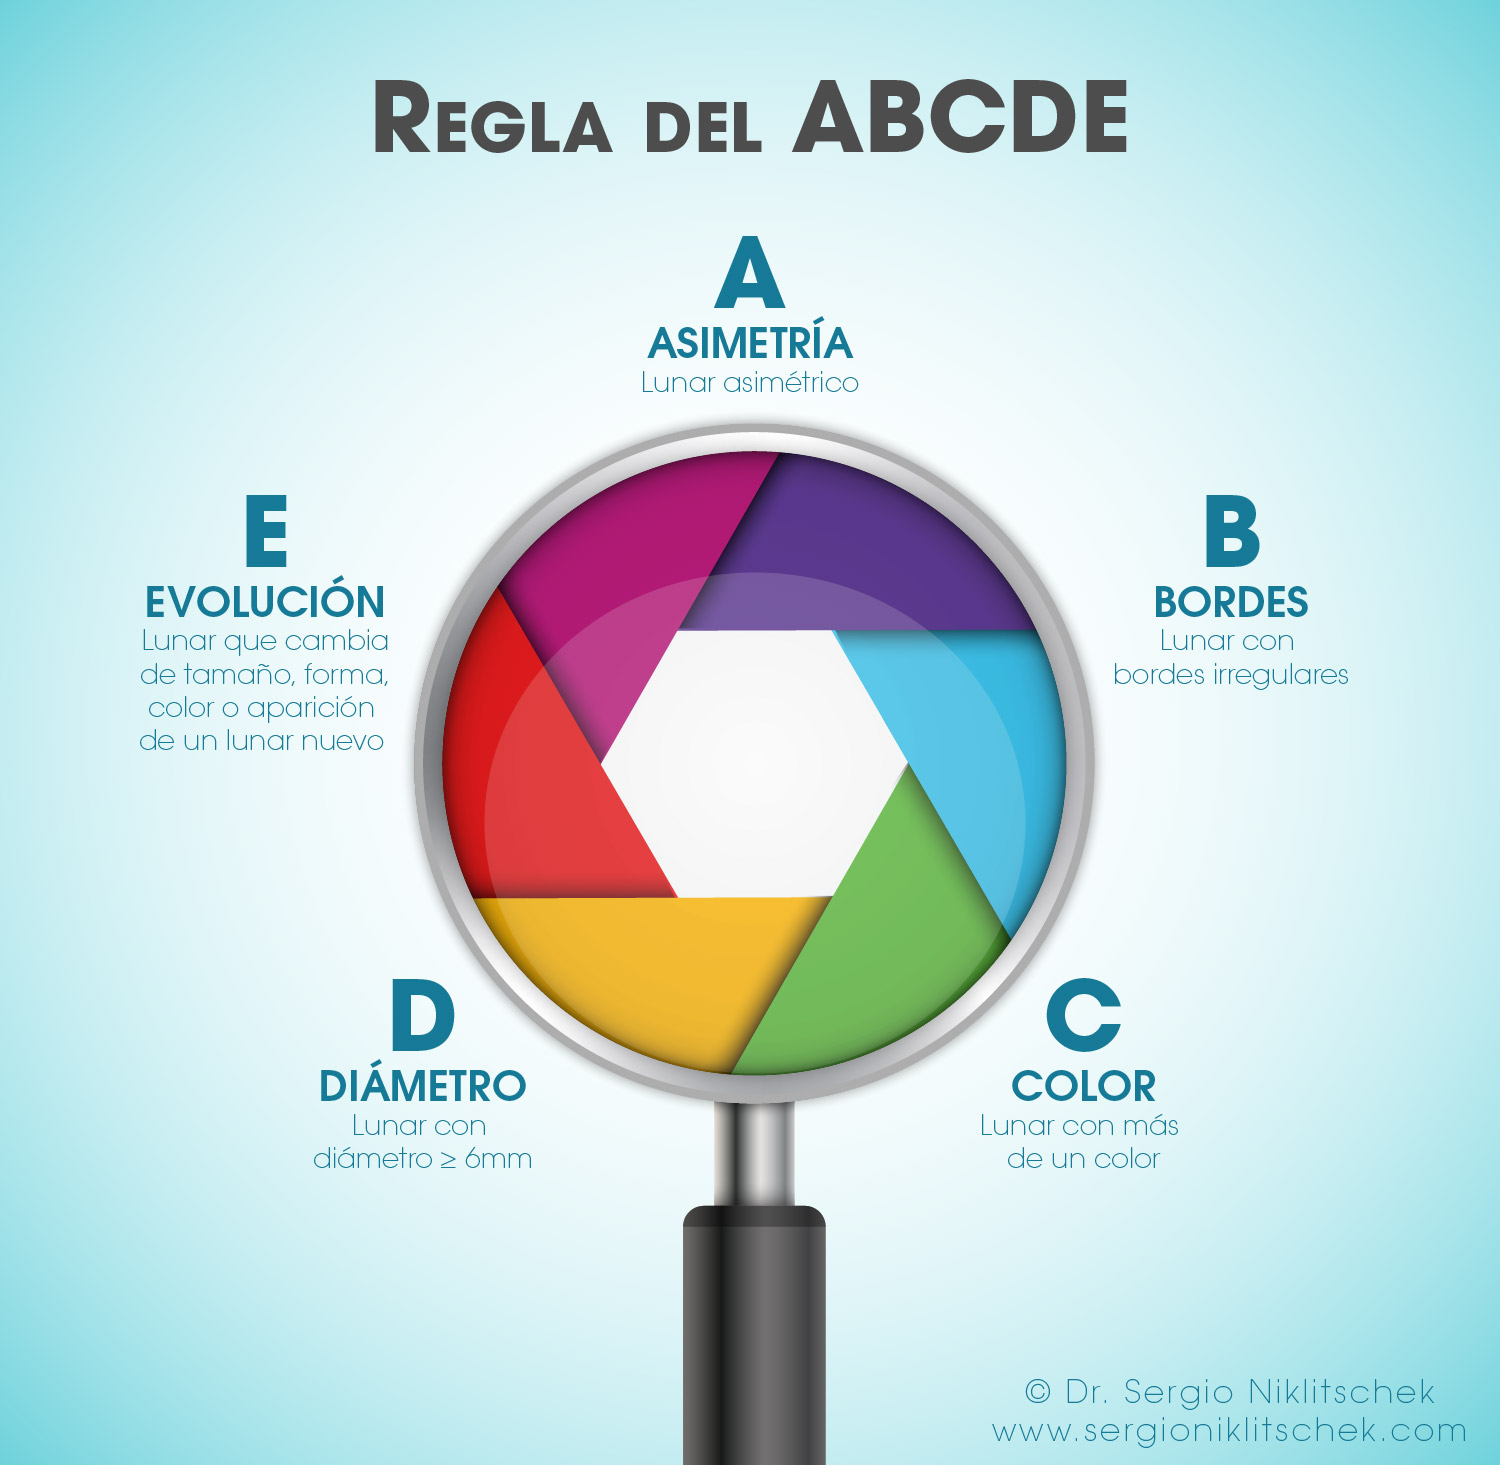 REGLA DEL ABCDE
A
ASIMETRÍA
Lunar asimétrico
B
BORDES
Lunar con
bordes irregulares
C
COLOR
Lunar con más
de un color
D
DIÁMETRO
Lunar con
diámetro ≥ 6mm
E
EVOLUCIÓN
Lunar que cambia
de tamaño, forma,
color o aparición
de un lunar nuevo
© Dr. Sergio Niklitschek
www.sergioniklitschek.com